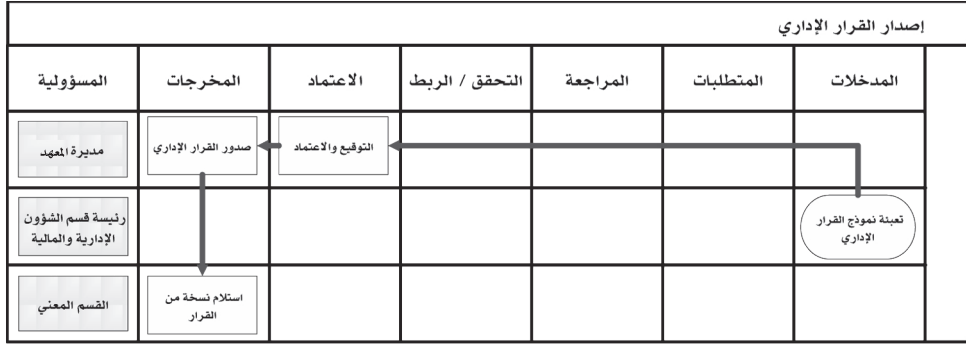 إصدار القرار الإداري
المدخلات
المتطلبات
المراجعة
التحقق / الربط
الاعتماد
المخرجات
المسؤولية
التوقيع والاعتماد
صدور القرار الإداري
مديرة المعهد
تعبئة نموذج القرار
الإداري
رئيسة قسم الشؤون
الإدارية والمالية
استلام نسخة من
القرار
القسم المعني